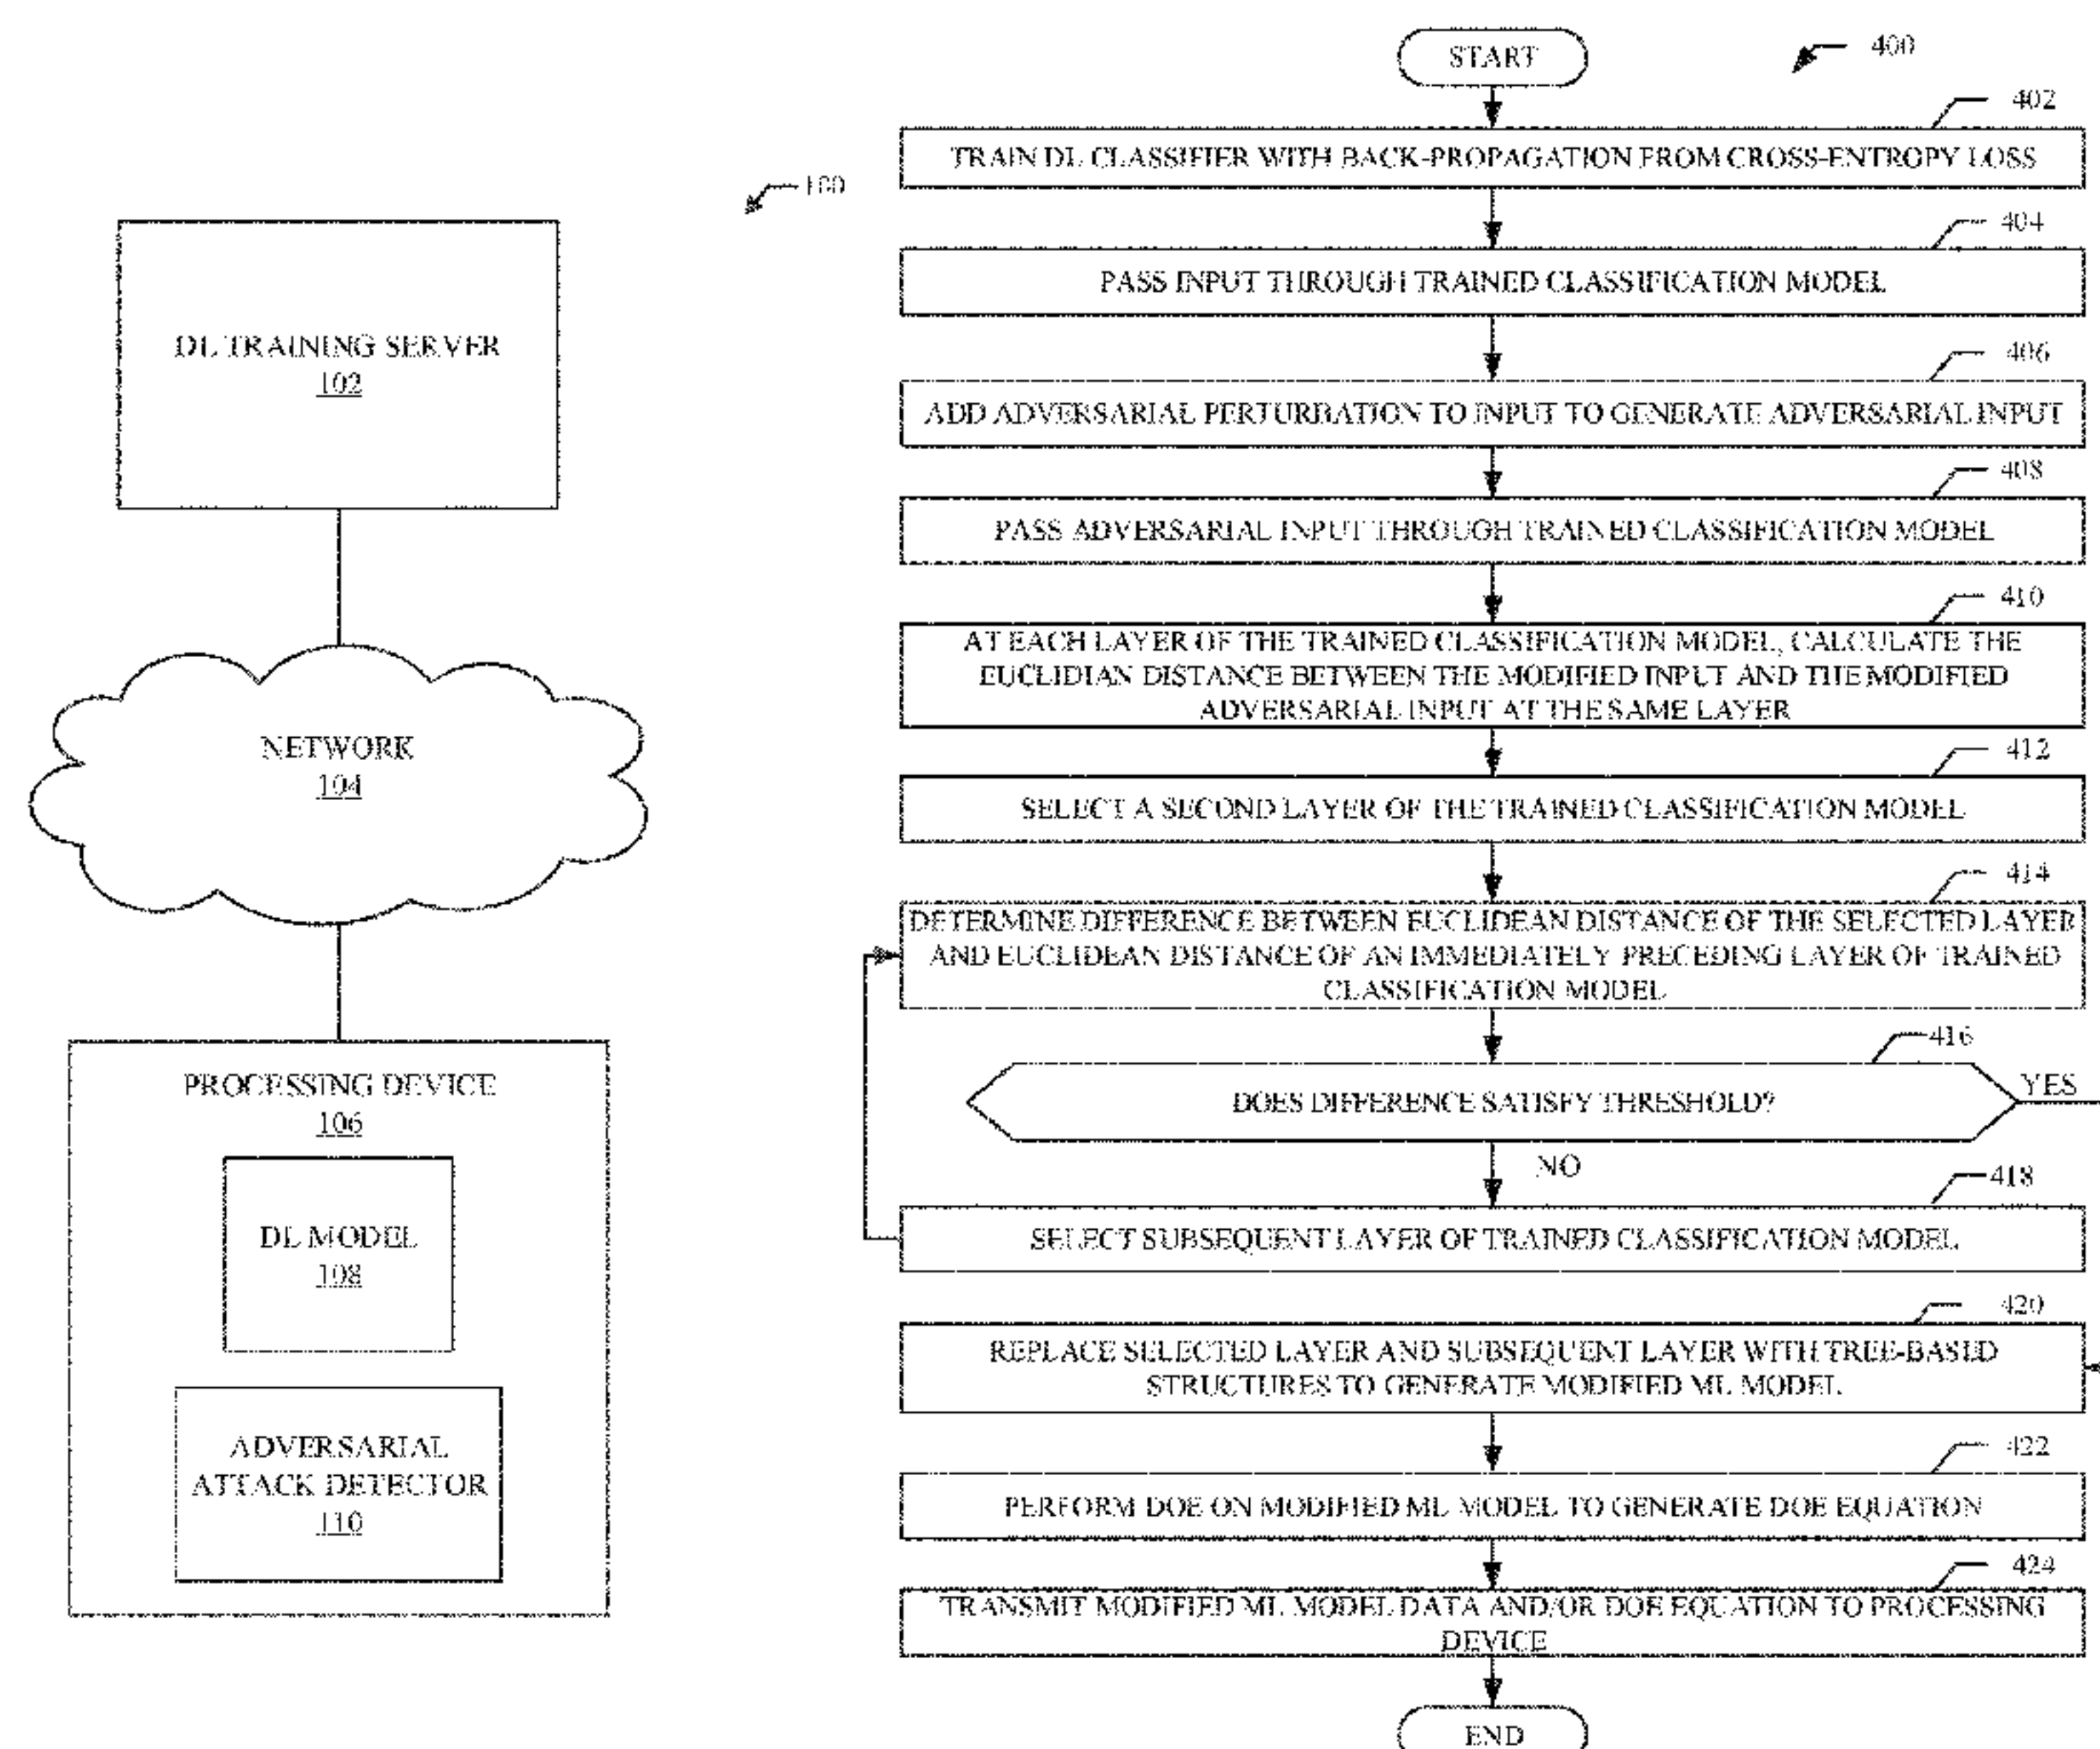 100
DL TRAINING SERVER
102
NETWORK
104
PROCESSING DEVICE
106
DL MODEL
108
ADVERSARIAL
ATTACK DETECTOR
110
START
400
402
TRAIN DL CLASSIFIER WITH BACK-PROPAGATION FROM CROSS-ENTROPY LOSS
404
PASS INPUT THROUGH TRAINED CLASSIFICATION MODEL
406
ADD ADVERSARIAL PERTURBATION TO INPUT TO GENERATE ADVERSARIAL INPUT
408
PASS ADVERSARIAL INPUT THROUGH TRAINED CLASSIFICATION MODEL
410
AT EACH LAYER OF THE TRAINED CLASSIFICATION MODEL, CALCULATE THE
EUCLIDIAN DISTANCE BETWEEN THE MODIFIED INPUT AND THE MODIFIED
ADVERSARIAL INPUT AT THE SAME LAYER
412
SELECT A SECOND LAYER OF THE TRAINED CLASSIFICATION MODEL
414
DETERMINE DIFFERENCE BETWEEN EUCLIDEAN DISTANCE OF THE SELECTED LAYER
AND EUCLIDEAN DISTANCE OF AN IMMEDIATELY PRECEDING LAYER OF TRAINED
CLASSIFICATION MODEL
416
DOES DIFFERENCE SATISFY THRESHOLD?
YES
NO
418
SELECT SUBSEQUENT LAYER OF TRAINED CLASSIFICATION MODEL
420
REPLACE SELECTED LAYER AND SUBSEQUENT LAYER WITH TREE-BASED
STRUCTURES TO GENERATE MODIFIED ML MODEL
422
PERFORM DOE ON MODIFIED ML MODEL TO GENERATE DOE EQUATION
424
TRANSMIT MODIFIED ML MODEL DATA AND/OR DOE EQUATION TO PROCESSING
DEVICE
END